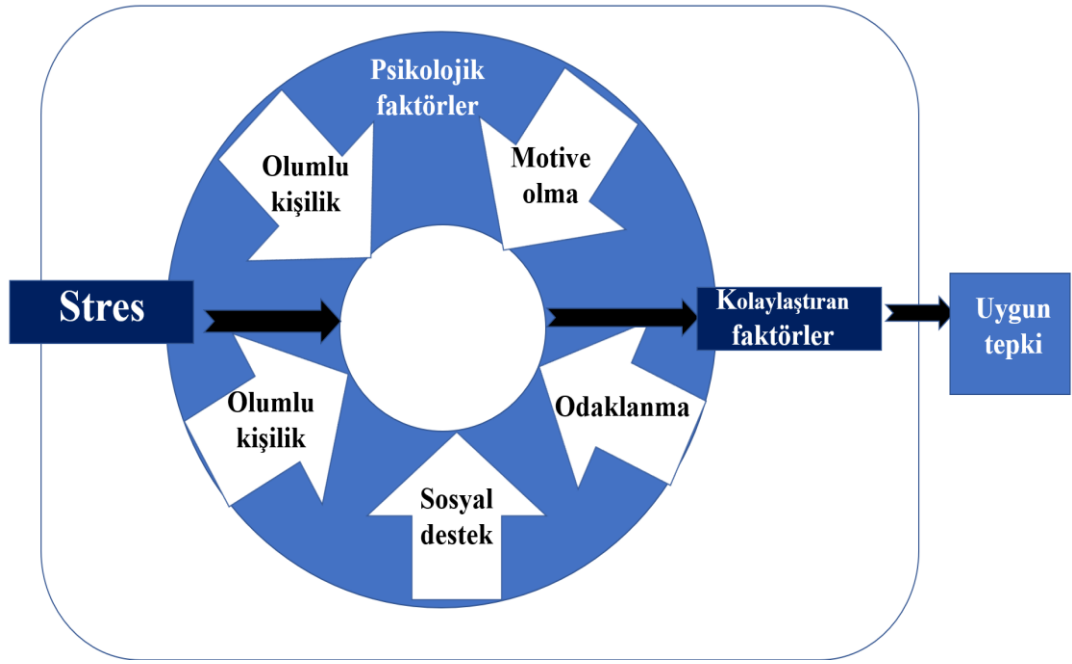 Psikolojik
faktörler
Olumlu
kişilik
Motive
olma
Stres
Kolaylaştıran
faktörler
Uygun
tepki
Olumlu
kişilik
Odaklanma
Sosyal
destek